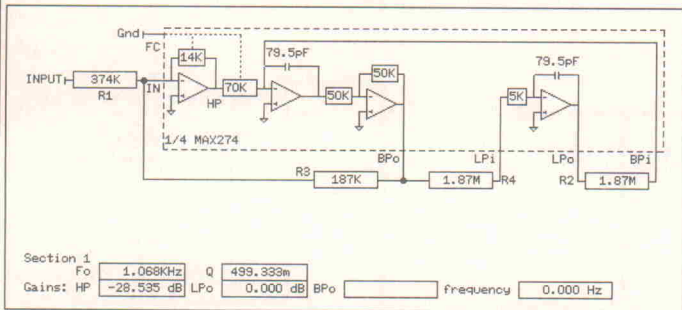 Gnd
FC
14K
79.5pF
50K
79.5pF
INPUT
374K
R1
IN
HP
70K
50K
5K
1/4 MAX274
BPo
LPi
LPo
BPi
R3
187K
1.87M
R4
R2
1.87M
Section 1
Fo 1.068KHz Q 499.333m
Gains: HP -28.535 dB LPo 0.000 dB BPo frequency 0.000 Hz